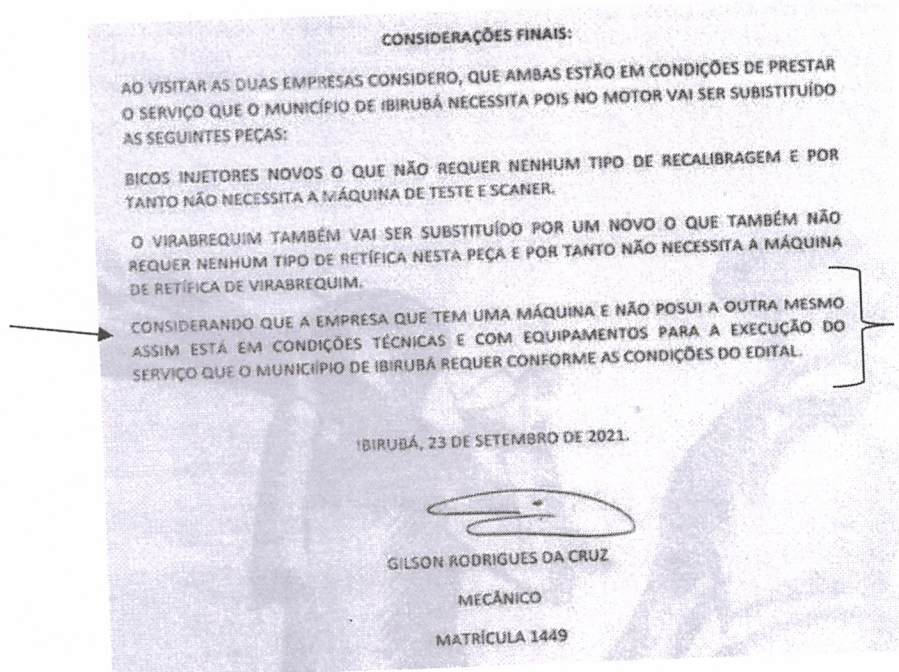 CONSIDERAÇÕES FINAIS:
AO VISITAR AS DUAS EMPRESAS CONSIDERO, QUE AMBAS ESTÃO EM CONDIÇÕES DE PRESTAR
O SERVIÇO QUE O MUNICÍPIO DE IBIRUBÁ NECESSITA POIS NO MOTOR VAI SER SUBISTITUÍDO
AS SEGUINTES PEÇAS:
BICOS INJETORES NOVOS O QUE NÃO REQUER NENHUM TIPO DE RECALIBRAGEM E POR
TANTO NÃO NECESSITA A MÁQUINA DE TESTE E SCANER.
O VIRABREQUIM TAMBÉM VAI SER SUBSTITUÍDO POR UM NOVO O QUE TAMBÉM NÃO
REQUER NENHUM TIPO DE RETÍFICA NESTA PEÇA E POR TANTO NÃO NECESSITA A MÁQUINA
DE RETÍFICA DE VIRABREQUIM.
CONSIDERANDO QUE A EMPRESA QUE TEM UMA MÁQUINA E NÃO POSUI A OUTRA MESMO
ASSIM ESTÁ EM CONDIÇÕES TÉCNICAS E COM EQUIPAMENTOS PARA A EXECUÇÃO DO
SERVIÇO QUE O MUNICIÍPIO DE IBIRUBÁ REQUER CONFORME AS CONDIÇÕES DO EDITAL.
IBIRUBÁ, 23 DE SETEMBRO DE 2021.
GILSON RODRIGUES DA CRUZ
MECÂNICO
MATRÍCULA 1449